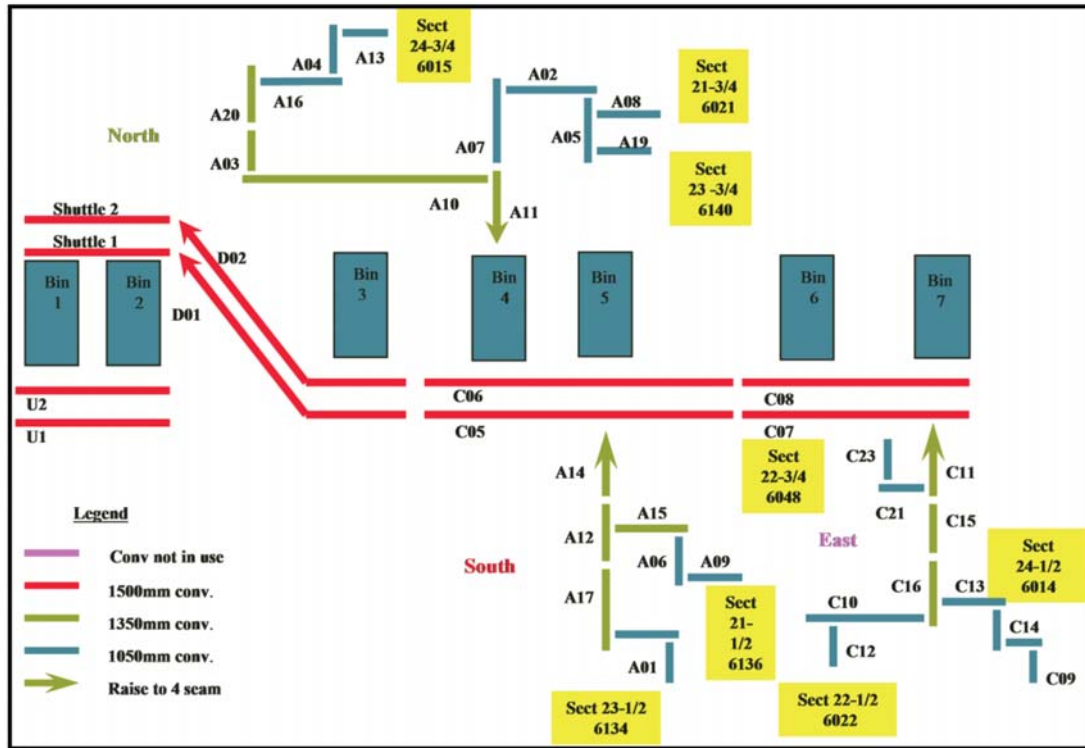 Sect
24-3/4
6015
A04
A13
A16
A20
North
A03
A02
Sect
21-3/4
6021
A08
A05
A07
A19
Sect
23 -3/4
6140
A10
A11
Shuttle 2
Shuttle 1
D02
D01
Bin
1
Bin
2
Bin
3
Bin
4
Bin
5
Bin
6
Bin
7
U2
U1
C06
C05
C08
C07
A14
A15
A12
A06
A09
A17
A01
South
Sect
22-3/4
6048
C23
C21
C11
C15
East
Sect
24-1/2
6014
C16
C13
C10
C12
C14
C09
Sect
21-
1/2
6136
Sect 23-1/2
6134
Sect 22-1/2
6022
Legend
Conv not in use
1500mm conv.
1350mm conv.
1050mm conv.
Raise to 4 seam